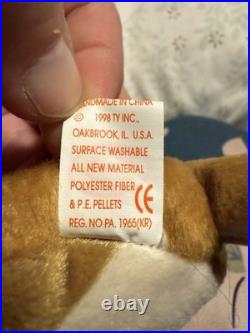 HANDMADE IN CHINA
© 1998 TY INC.,
OAKBROOK, IL. U.S.A.
SURFACE WASHABLE
ALL NEW MATERIAL
POLYESTER FIBER
& P.E. PELLETS CE
REG. NO PA. 1965(KR)